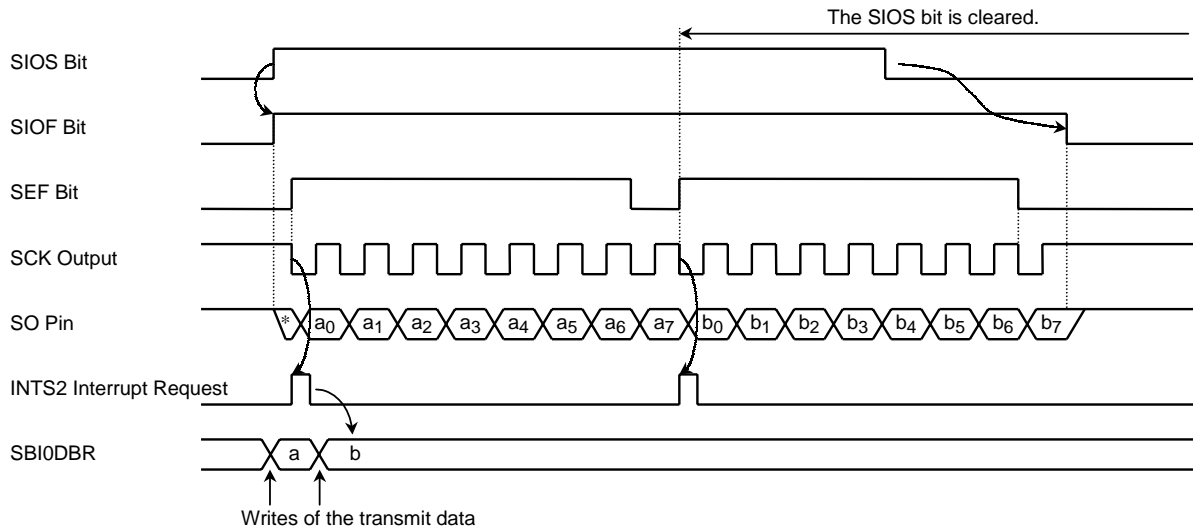 The SIOS bit is cleared.
SIOS Bit
SIOF Bit
SEF Bit
SCK Output
SO Pin
* a0 a1 a2 a3 a4 a5 a6 a7 b0 b1 b2 b3 b4 b5 b6 b7
INTS2 Interrupt Request
SBI0DBR
a b
Writes of the transmit data